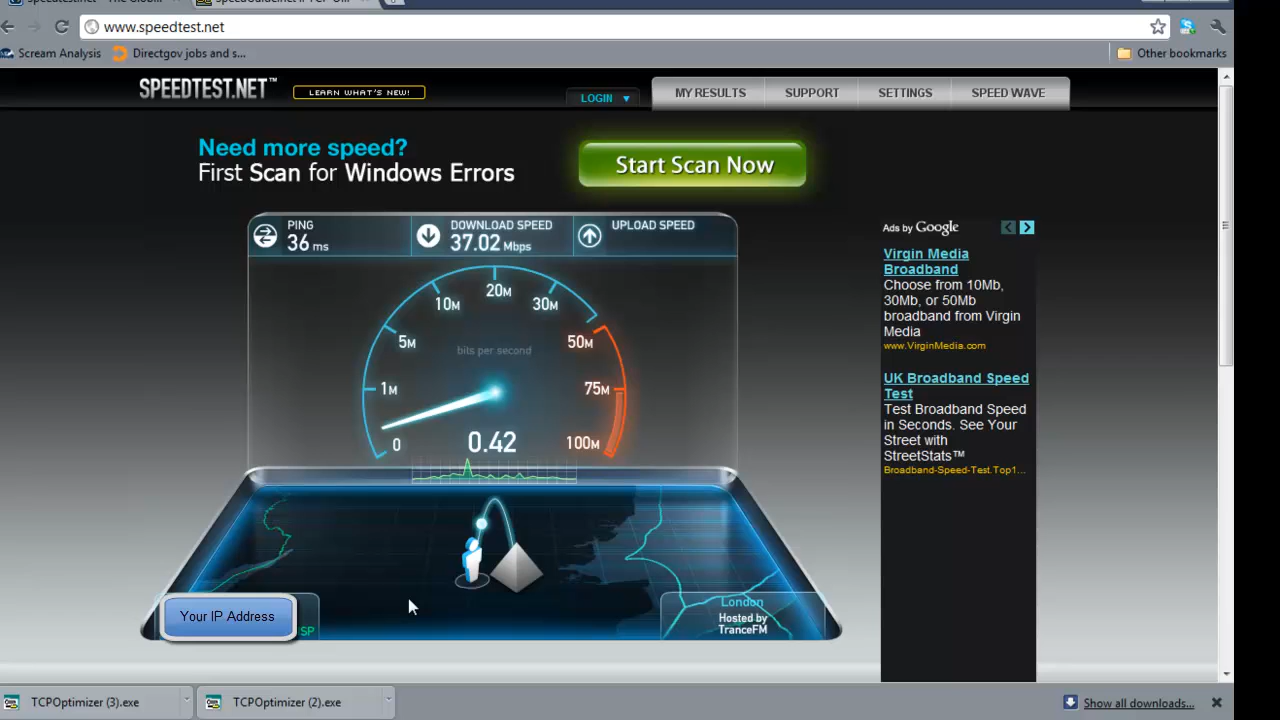 speedtest.net - The Global...
www.speedtest.net
Scream Analysis
Directgov jobs and s...
Other bookmarks
SPEEDTEST.NET™
LEARN WHAT'S NEW!
LOGIN
MY RESULTS
SUPPORT
SETTINGS
SPEED WAVE
Need more speed?
First Scan for Windows Errors
Start Scan Now
PING
36 ms
DOWNLOAD SPEED
37.02 Mbps
UPLOAD SPEED
Ads by Google
Virgin Media
Broadband
Choose from 10Mb,
30Mb, or 50Mb
broadband from Virgin
Media
www.VirginMedia.com
UK Broadband Speed
Test
Test Broadband Speed
in Seconds. See Your
Street with
StreetStats™
Broadband-Speed-Test.Top1...
20M
10M
30M
5M
50M
bits per second
1M
75M
0
0.42
100M
Your IP Address
SP
London
Hosted by
TranceFM
TCPOptimizer (3).exe
TCPOptimizer (2).exe
Show all downloads...